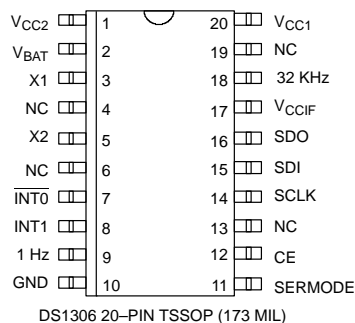 VCC2 1 20 VCC1
VBAT 2 19 NC
X1 3 18 32 KHz
NC 4 17 VCCIF
X2 5 16 SDO
NC 6 15 SDI
INT0 7 14 SCLK
INT1 8 13 NC
1 Hz 9 12 CE
GND 10 11 SERMODE
DS1306 20–PIN TSSOP (173 MIL)